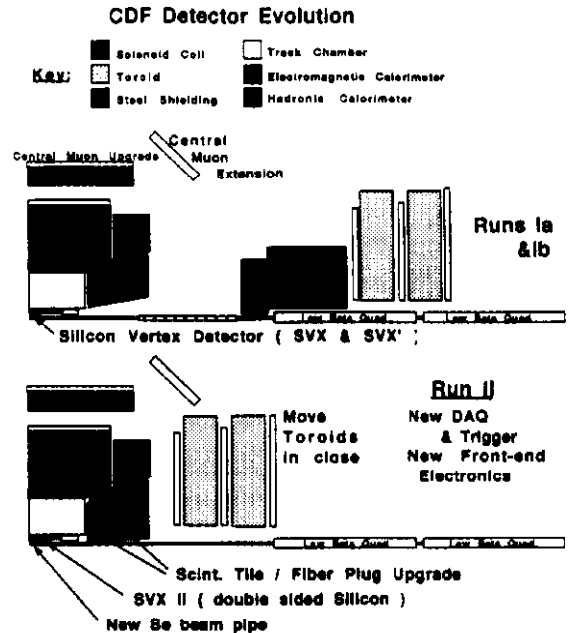 CDF Detector Evolution
Key:
Solenoid Coil
Toroid
Steel Shielding
Track Chamber
Electromagnetic Calorimeter
Hadronic Calorimeter
Central Muon Upgrade
Central
Muon
Extension
Runs Ia
&Ib
Low Beta Quad
Low Beta Quad
Silicon Vertex Detector ( SVX & SVX' )
Run II
Move
Toroids
in close
New DAQ
& Trigger
New Front-end
Electronics
Low Beta Quad
Low Beta Quad
Scint. Tile / Fiber Plug Upgrade
SVX II ( double sided Silicon )
New Be beam pipe